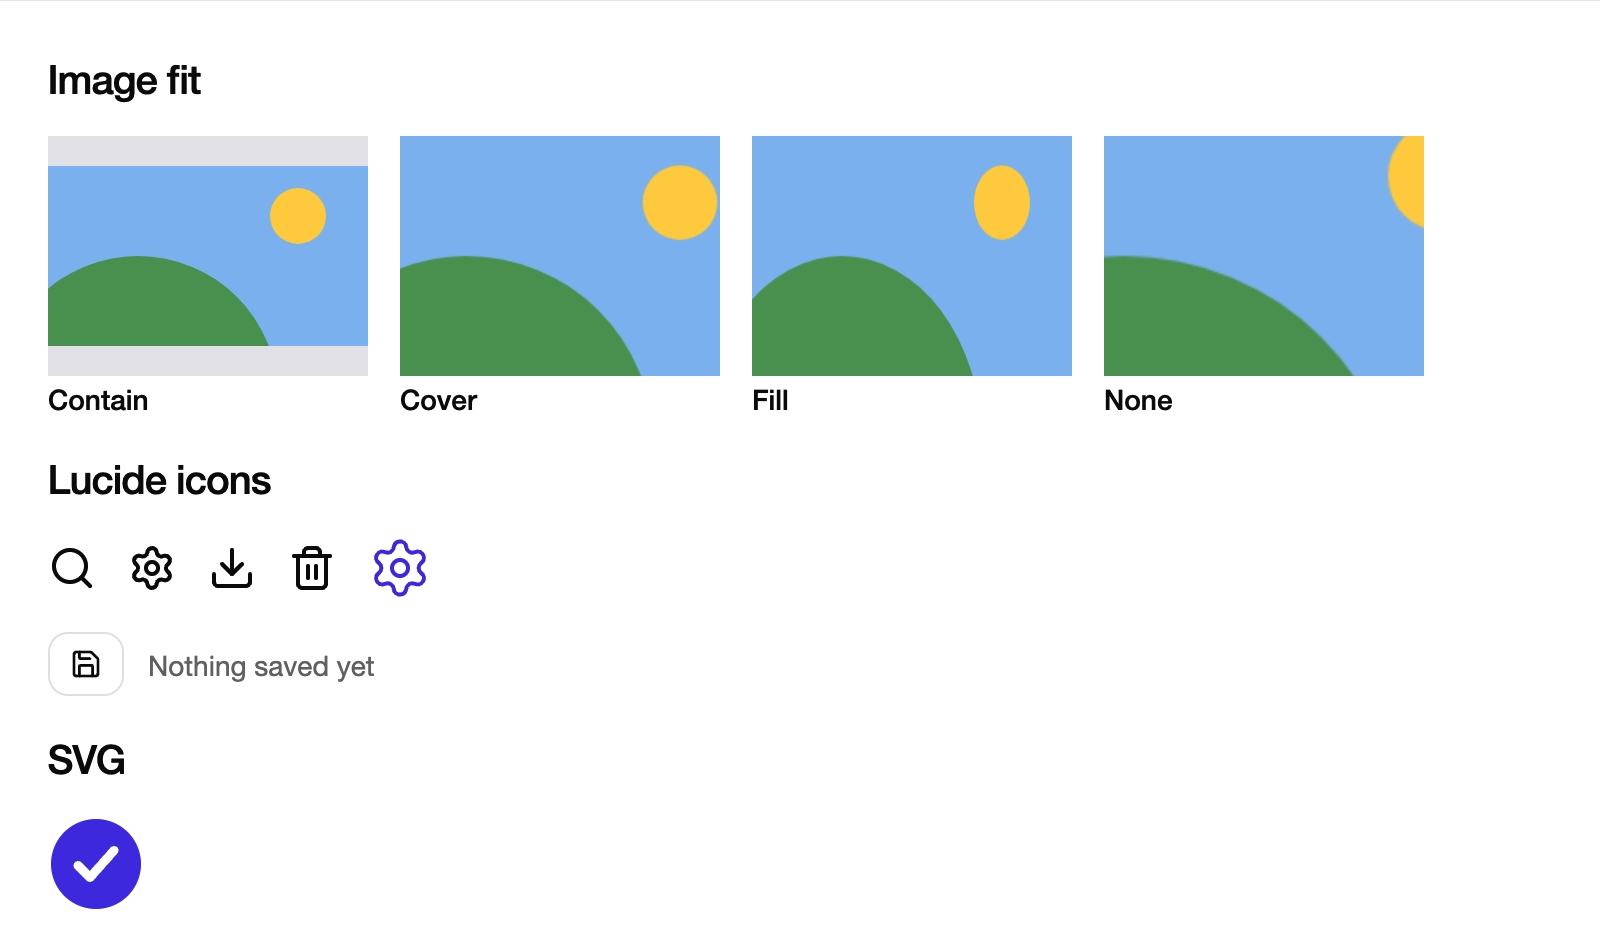 Image fit
Contain
Cover
Fill
None
Lucide icons
Nothing saved yet
SVG